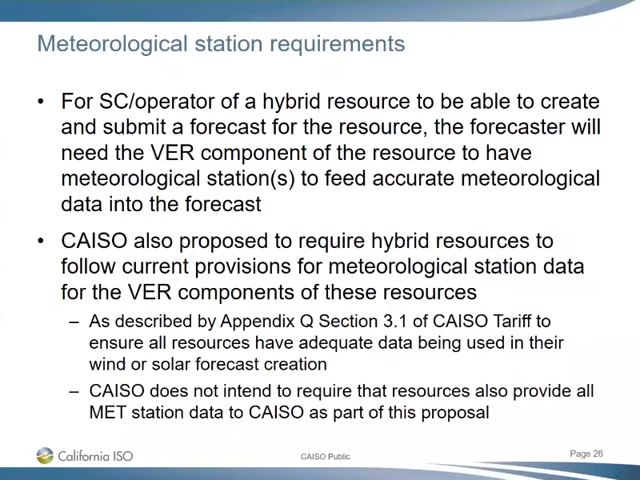 Meteorological station requirements
• For SC/operator of a hybrid resource to be able to create
and submit a forecast for the resource, the forecaster will
need the VER component of the resource to have
meteorological station(s) to feed accurate meteorological
data into the forecast
• CAISO also proposed to require hybrid resources to
follow current provisions for meteorological station data
for the VER components of these resources
– As described by Appendix Q Section 3.1 of CAISO Tariff to
ensure all resources have adequate data being used in their
wind or solar forecast creation
– CAISO does not intend to require that resources also provide all
MET station data to CAISO as part of this proposal
California ISO
CAISO Public
Page 26